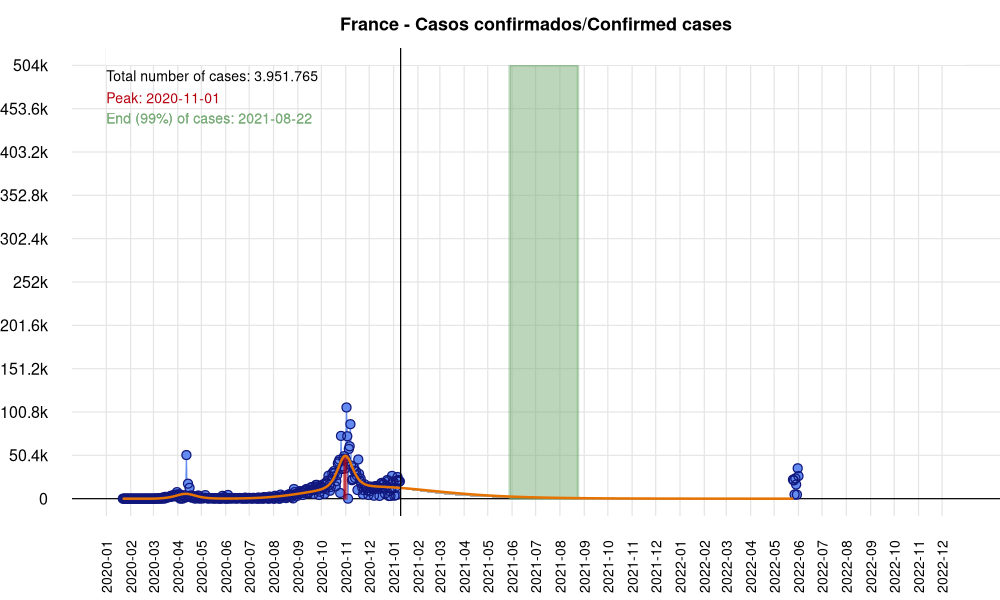 France - Casos confirmados/Confirmed cases
504k
453.6k
403.2k
352.8k
302.4k
252k
201.6k
151.2k
100.8k
50.4k
0
Total number of cases: 3.951.765
Peak: 2020-11-01
End (99%) of cases: 2021-08-22
2020-01
2020-02
2020-03
2020-04
2020-05
2020-06
2020-07
2020-08
2020-09
2020-10
2020-11
2020-12
2021-01
2021-02
2021-03
2021-04
2021-05
2021-06
2021-07
2021-08
2021-09
2021-10
2021-11
2021-12
2022-01
2022-02
2022-03
2022-04
2022-05
2022-06
2022-07
2022-08
2022-09
2022-10
2022-11
2022-12